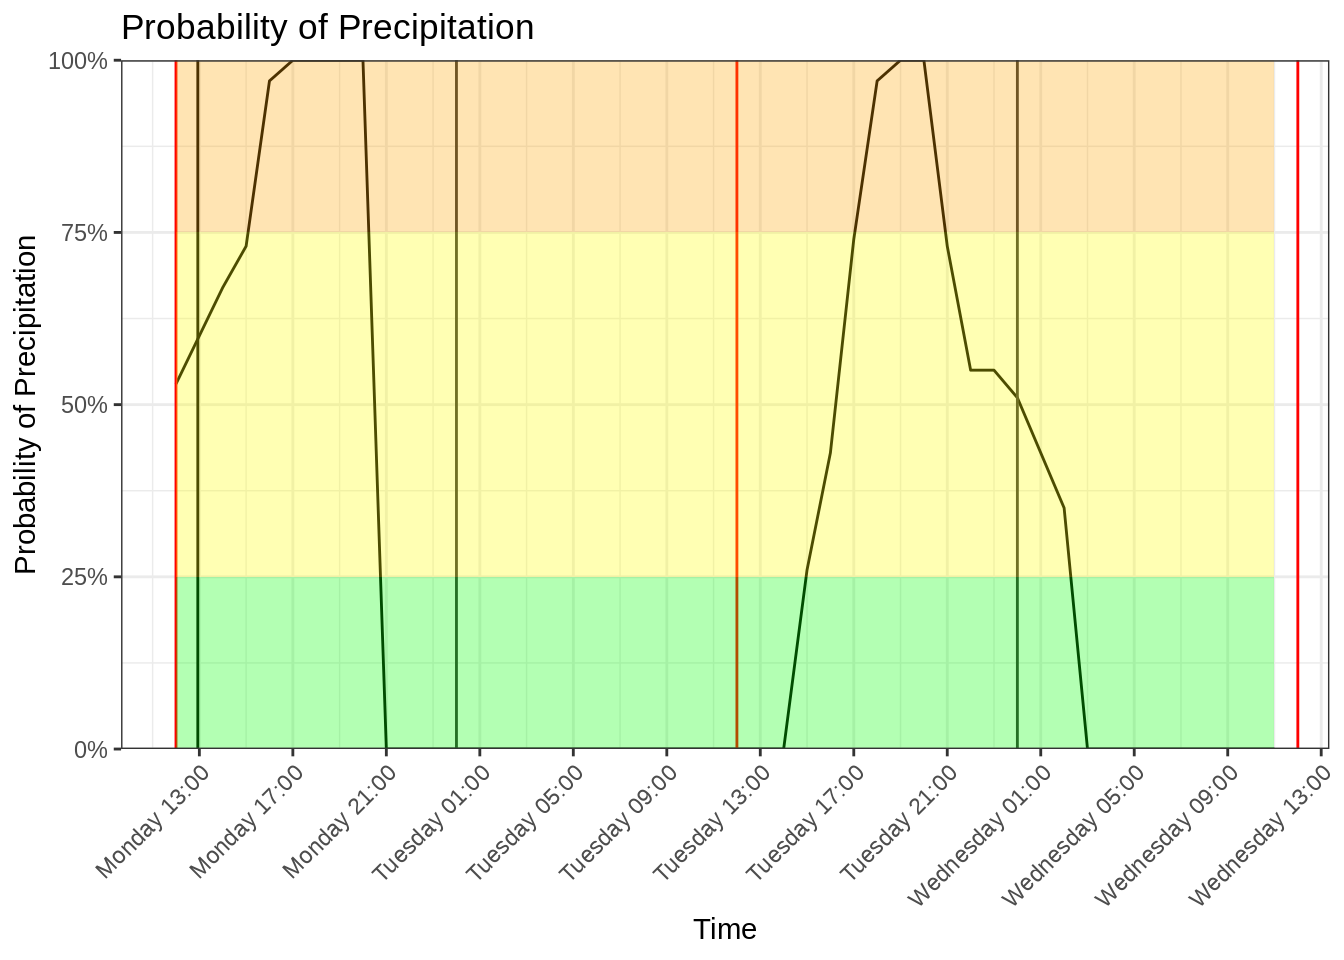 Probability of Precipitation
Probability of Precipitation
100%
75%
50%
25%
0%
Monday 13:00
Monday 17:00
Monday 21:00
Tuesday 01:00
Tuesday 05:00
Tuesday 09:00
Tuesday 13:00
Tuesday 17:00
Tuesday 21:00
Wednesday 01:00
Wednesday 05:00
Wednesday 09:00
Wednesday 13:00
Time